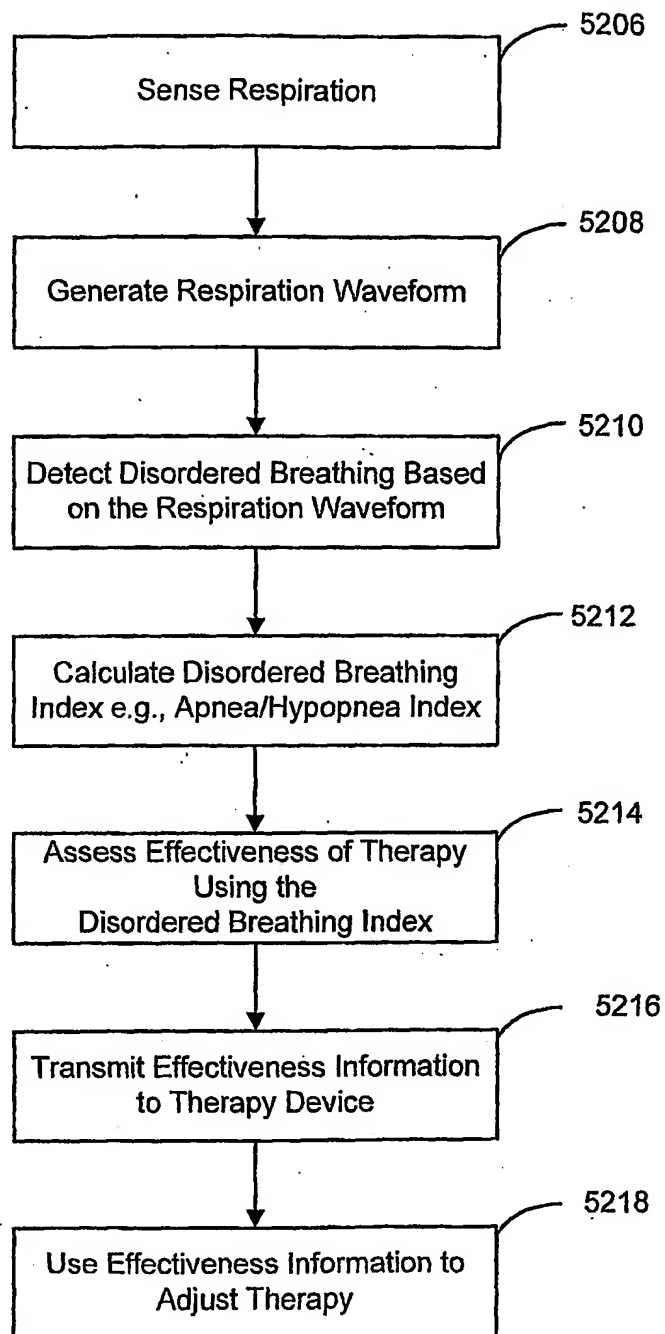 5206
Sense Respiration
5208
Generate Respiration Waveform
5210
Detect Disordered Breathing Based
on the Respiration Waveform
5212
Calculate Disordered Breathing
Index e.g., Apnea/Hypopnea Index
5214
Assess Effectiveness of Therapy
Using the
Disordered Breathing Index
5216
Transmit Effectiveness Information
to Therapy Device
5218
Use Effectiveness Information to
Adjust Therapy